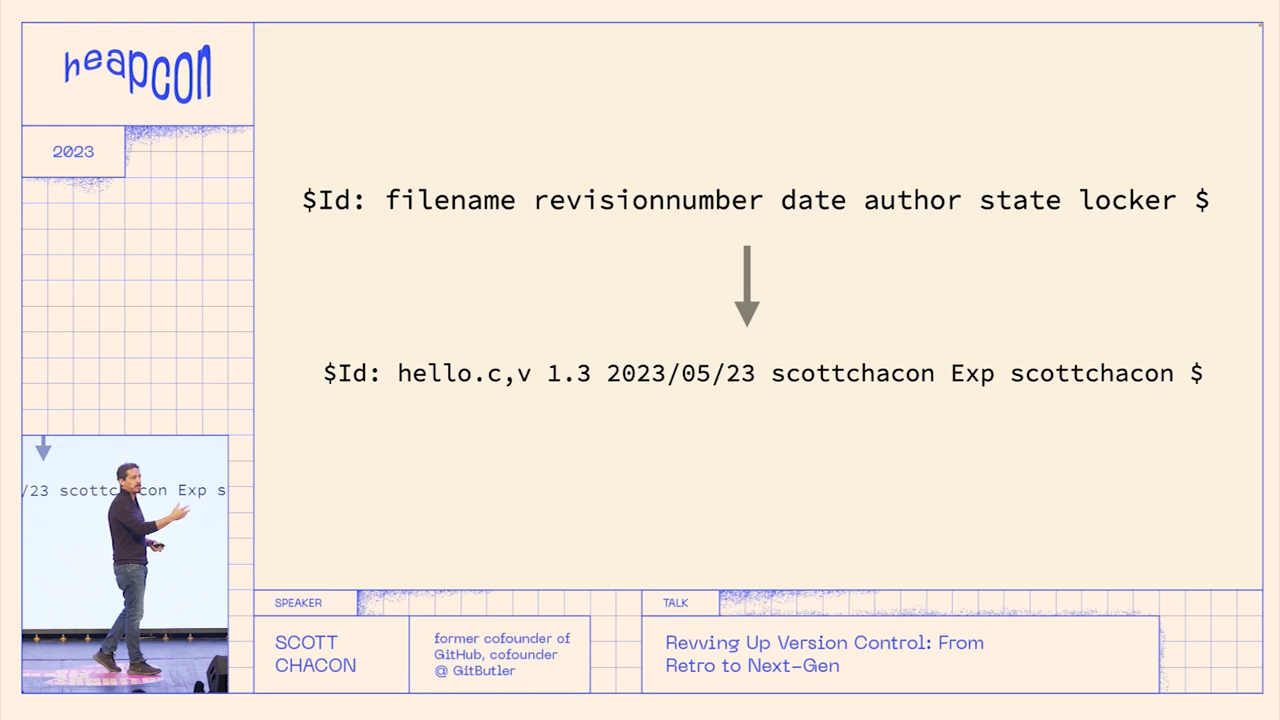 heapcon
2023
$Id: filename revisionnumber date author state locker $
$Id: hello.c,v 1.3 2023/05/23 scottchacon Exp scottchacon $
/23 scottchacon Exp s
SPEAKER
SCOTT
CHACON
former cofounder of
GitHub, cofounder
@ GitButler
TALK
Revving Up Version Control: From
Retro to Next-Gen